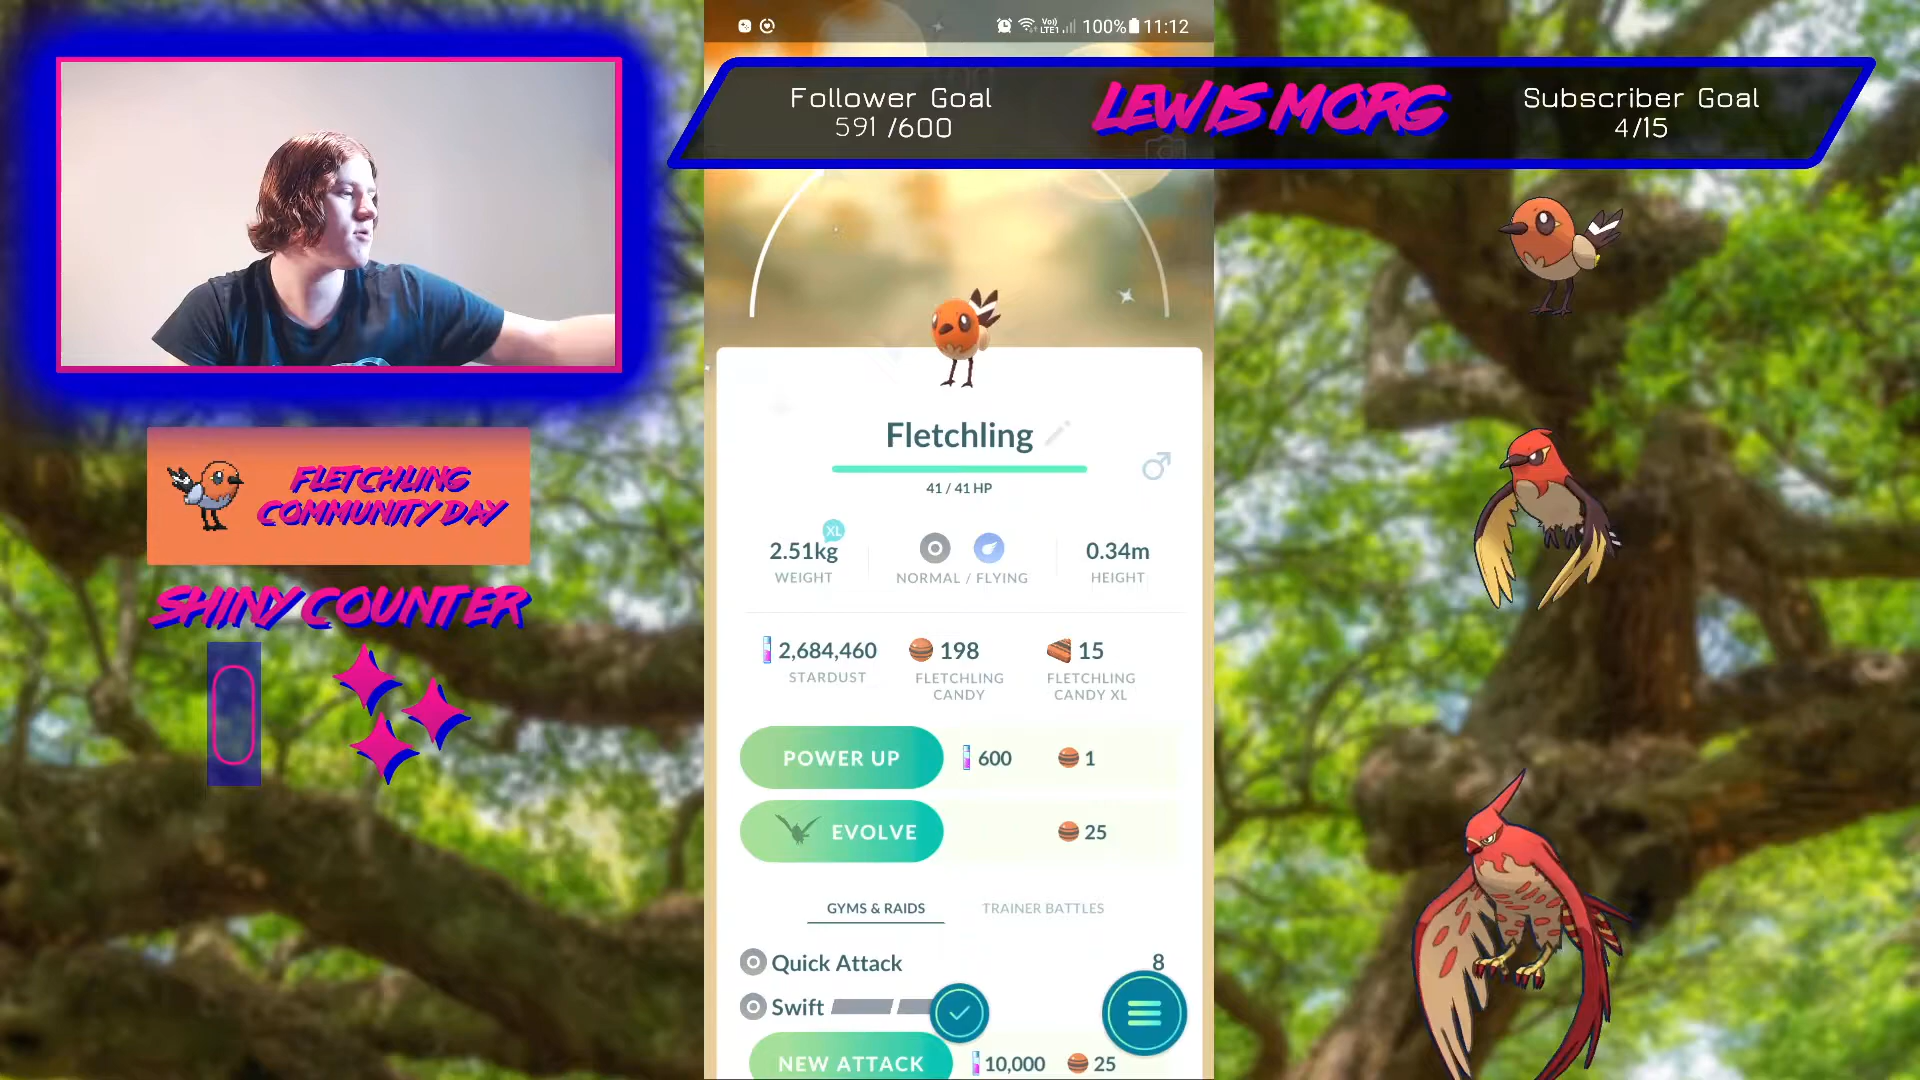 Vo))
LTE1
100%
11:12
Follower Goal
591 /600
LEWIS MORG
Subscriber Goal
4/15
Fletchling
41 / 41 HP
XL
2.51kg
WEIGHT
NORMAL / FLYING
0.34m
HEIGHT
FLETCHLING
COMMUNITY DAY
SHINY COUNTER
0
2,684,460
STARDUST
198
FLETCHLING
CANDY
15
FLETCHLING
CANDY XL
POWER UP
600
1
EVOLVE
25
GYMS & RAIDS
TRAINER BATTLES
Quick Attack
8
Swift
NEW ATTACK
10,000
25